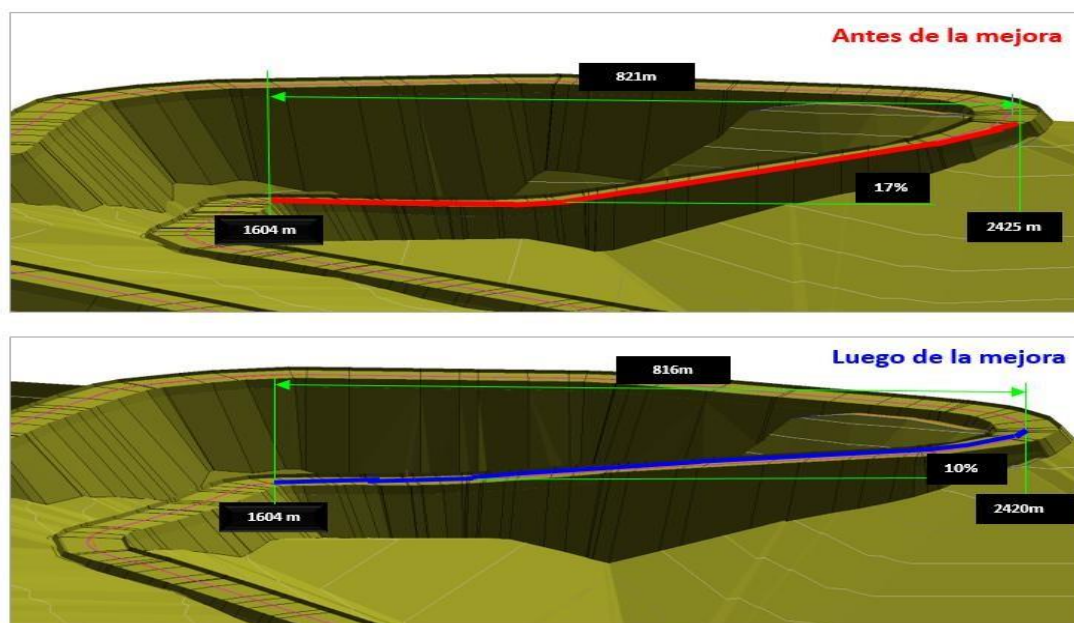 Antes de la mejora
821m
17%
1604 m
2425 m
Luego de la mejora
816m
10%
1604 m
2420m